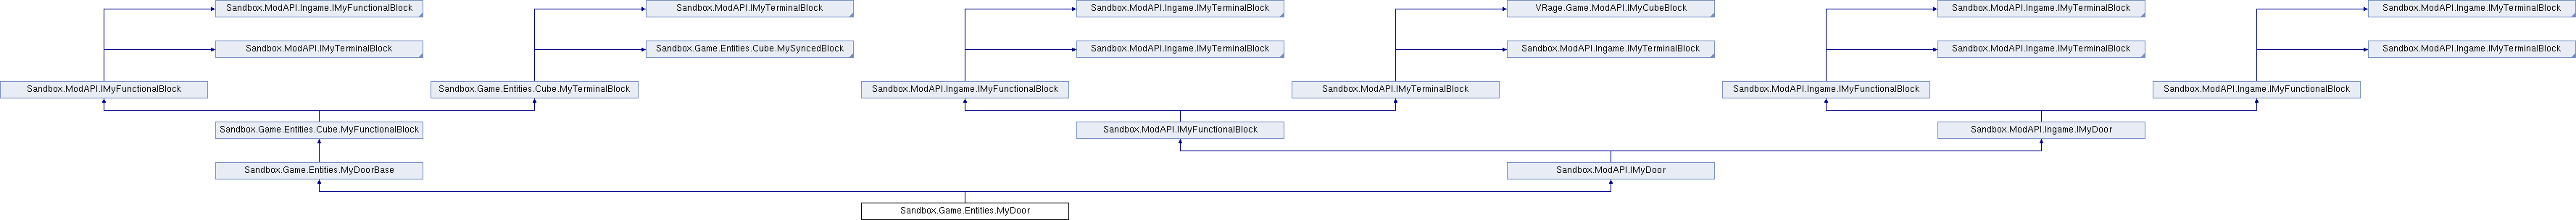 Sandbox.ModAPI.Ingame.IMyFunctionalBlock
Sandbox.ModAPI.IMyTerminalBlock
Sandbox.ModAPI.Ingame.IMyTerminalBlock
VRage.Game.ModAPI.IMyCubeBlock
Sandbox.ModAPI.Ingame.IMyTerminalBlock
Sandbox.ModAPI.Ingame.IMyTerminalBlock
Sandbox.ModAPI.IMyTerminalBlock
Sandbox.Game.Entities.Cube.MySyncedBlock
Sandbox.ModAPI.Ingame.IMyTerminalBlock
Sandbox.ModAPI.Ingame.IMyTerminalBlock
Sandbox.ModAPI.Ingame.IMyTerminalBlock
Sandbox.ModAPI.Ingame.IMyTerminalBlock
Sandbox.ModAPI.IMyFunctionalBlock
Sandbox.Game.Entities.Cube.MyTerminalBlock
Sandbox.ModAPI.Ingame.IMyFunctionalBlock
Sandbox.ModAPI.IMyTerminalBlock
Sandbox.ModAPI.Ingame.IMyFunctionalBlock
Sandbox.ModAPI.Ingame.IMyFunctionalBlock
Sandbox.Game.Entities.Cube.MyFunctionalBlock
Sandbox.ModAPI.IMyFunctionalBlock
Sandbox.ModAPI.Ingame.IMyDoor
Sandbox.Game.Entities.MyDoorBase
Sandbox.ModAPI.IMyDoor
Sandbox.Game.Entities.MyDoor